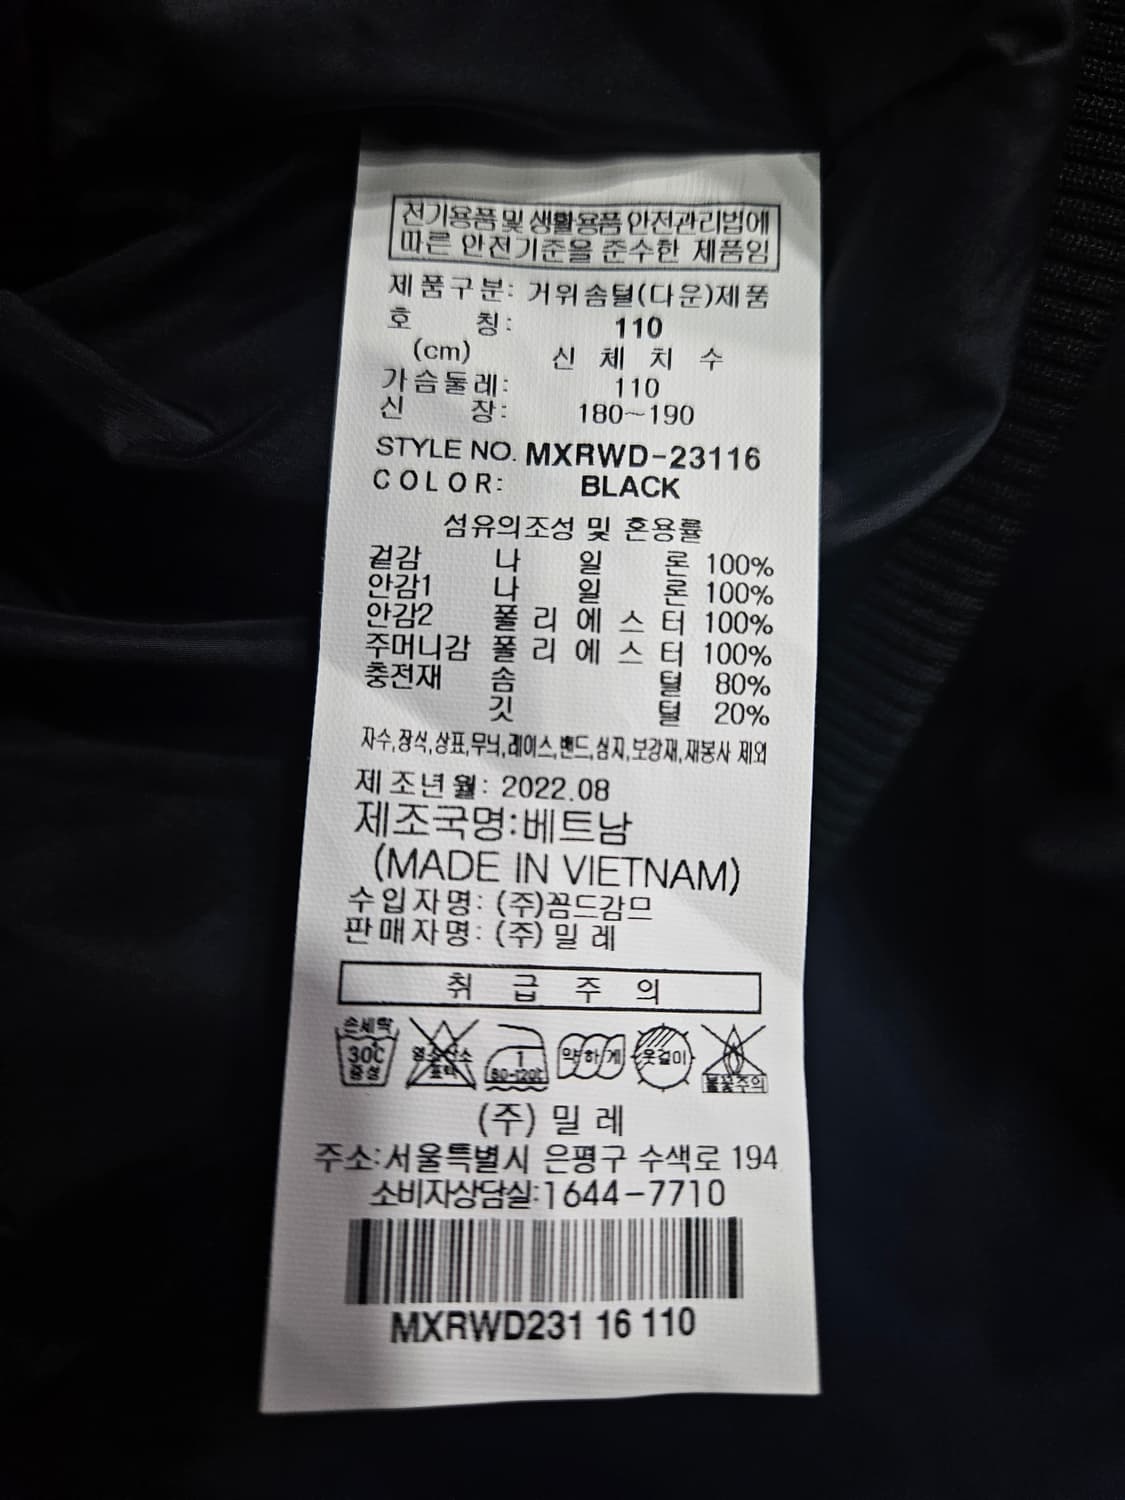 전기용품 및 생활용품 안전관리법에
따른 안전기준을 준수한 제품임
제품구분: 거위솜털(다운)제품
호 칭: 110
(cm) 신 체 치 수
가슴둘레: 110
신 장: 180~190
STYLE NO. MXRWD-23116
COLOR: BLACK
섬유의조성 및 혼용률
겉감 나 일 론 100%
안감1 나 일 론 100%
안감2 폴 리 에 스 터 100%
주머니감 폴 리 에 스 터 100%
충전재 솜 털 80%
깃 털 20%
자수,장식,상표,무늬,레이스,밴드,심지,보강재,재봉사 제외
제조년월: 2022.08
제조국명:베트남
(MADE IN VIETNAM)
수입자명: (주)꼼드감므
판매자명: (주) 밀 레
취 급 주 의
손세탁 30℃ 중성
염소산소 표백
1 80-120℃
약하게
옷걸이
불꽃주의
(주) 밀 레
주소:서울특별시 은평구 수색로 194
소비자상담실:1644-7710
MXRWD231 16 110